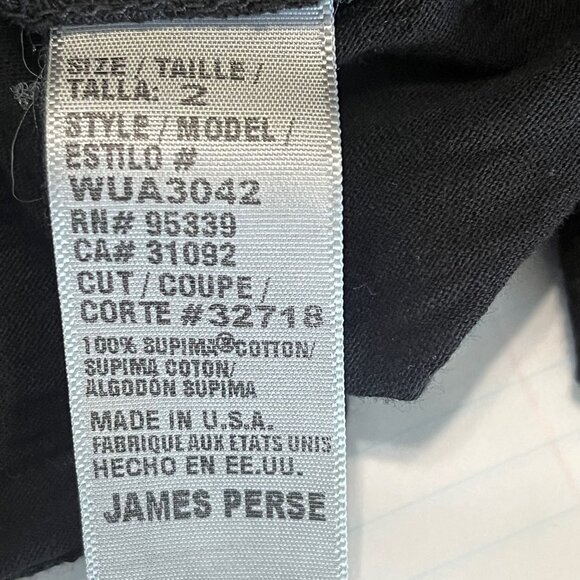 SIZE / TAILLE /
TALLA: 2
STYLE / MODEL /
ESTILO #
WUA3042
RN# 95339
CA# 31092
CUT / COUPE /
CORTE #32718
100% SUPIMA® COTTON/
SUPIMA COTON/
ALGODÓN SUPIMA
MADE IN U.S.A.
FABRIQUE AUX ETATS UNIS
HECHO EN EE.UU.
JAMES PERSE